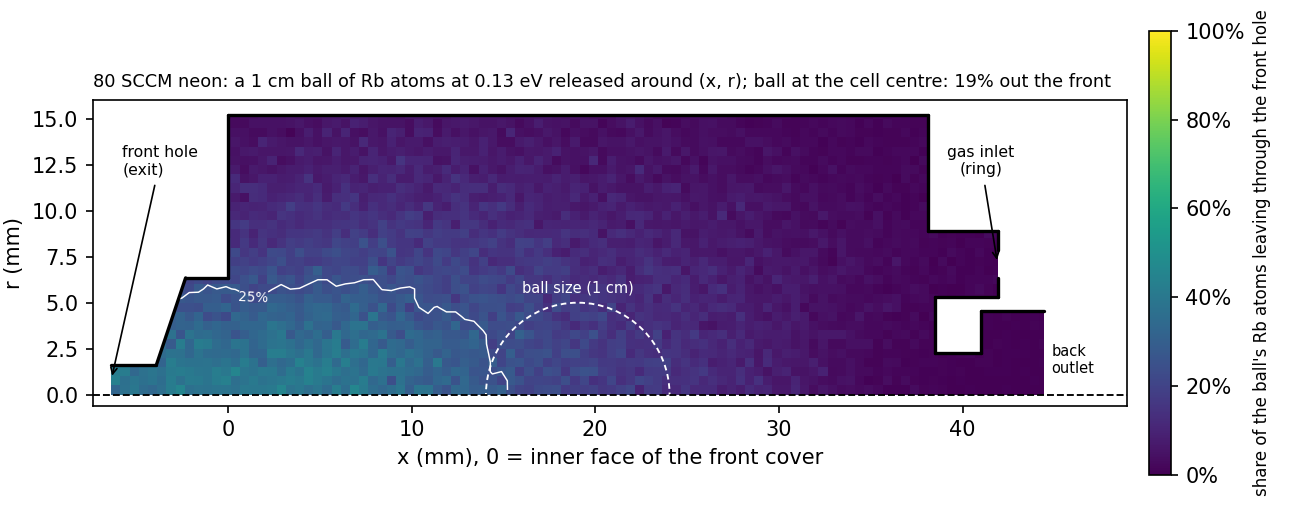 80 SCCM neon: a 1 cm ball of Rb atoms at 0.13 eV released around (x, r); ball at the cell centre: 19% out the front
15.0
12.5
10.0
7.5
5.0
2.5
0.0
r (mm)
front hole
(exit)
gas inlet
(ring)
25%
ball size (1 cm)
back
outlet
0
10
20
30
40
x (mm), 0 = inner face of the front cover
100%
80%
60%
40%
20%
0%
share of the ball's Rb atoms leaving through the front hole